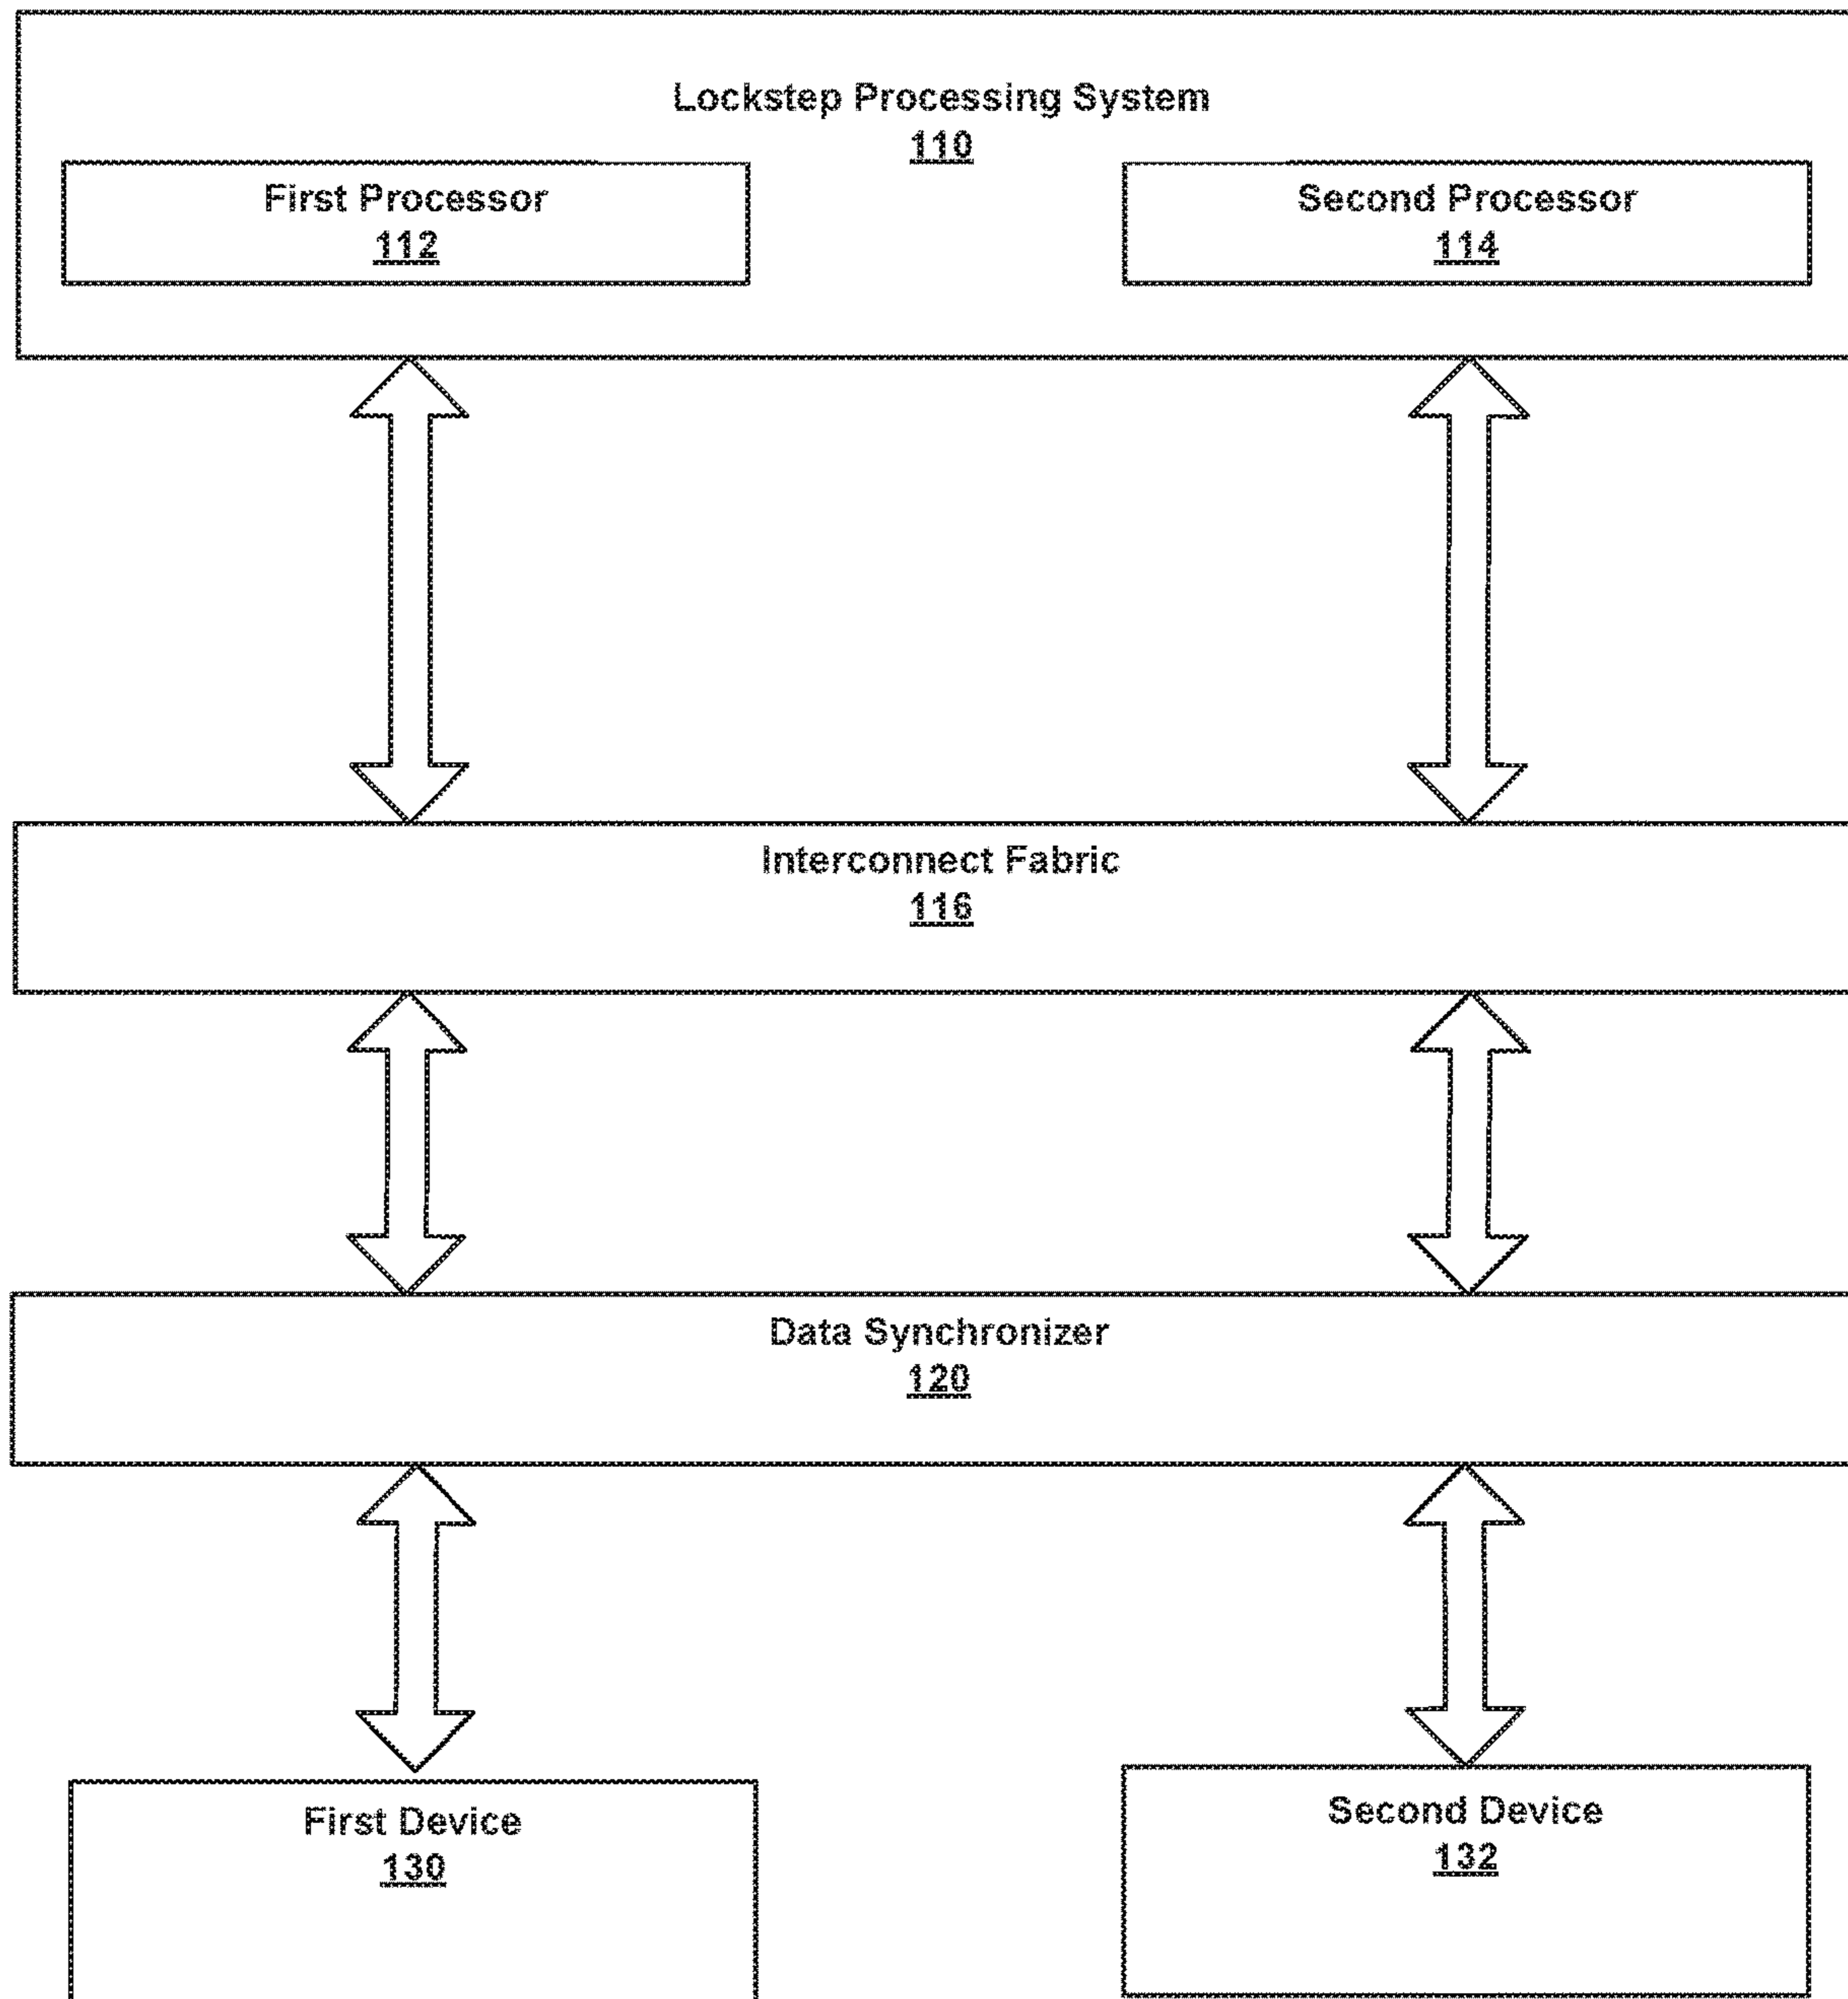 Lockstep Processing System
110
First Processor
112
Second Processor
114
Interconnect Fabric
116
Data Synchronizer
120
First Device
130
Second Device
132